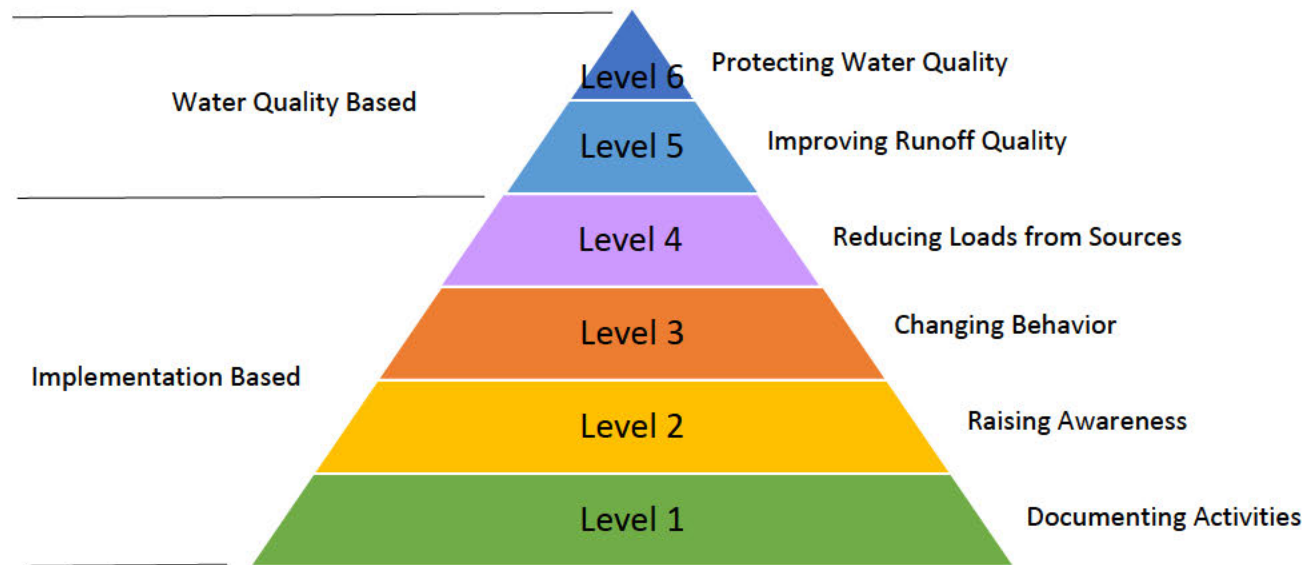 Level 6
Protecting Water Quality
Water Quality Based
Level 5
Improving Runoff Quality
Level 4
Reducing Loads from Sources
Level 3
Changing Behavior
Implementation Based
Level 2
Raising Awareness
Level 1
Documenting Activities